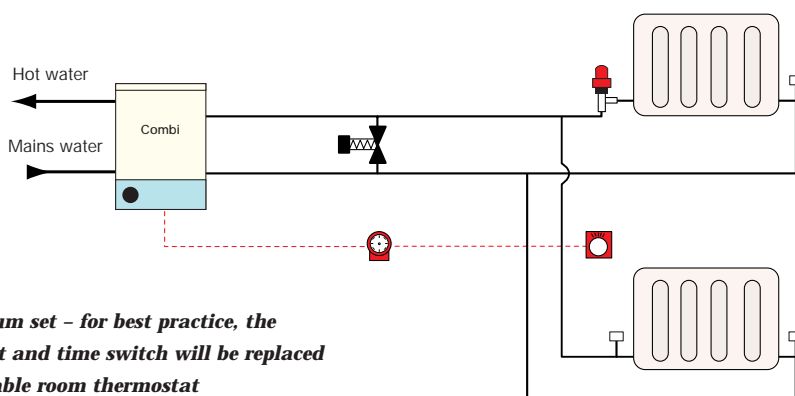 Hot water
Combi
Mains water
um set – for best practice, the
t and time switch will be replaced
able room thermostat